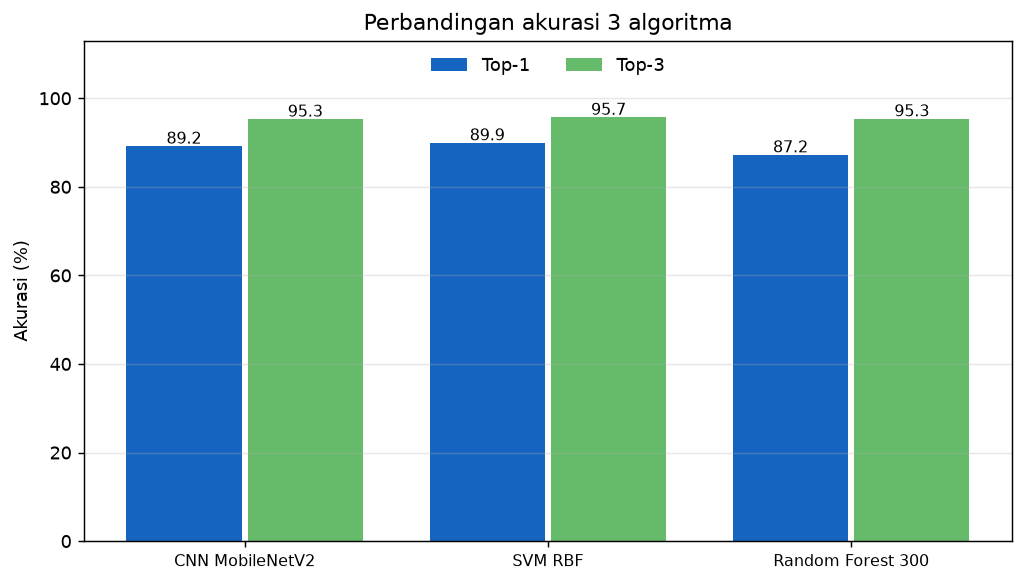 Perbandingan akurasi 3 algoritma
Top-1 Top-3
100
80
60
40
20
0
Akurasi (%)
89.2 95.3 89.9 95.7 87.2 95.3
CNN MobileNetV2 SVM RBF Random Forest 300